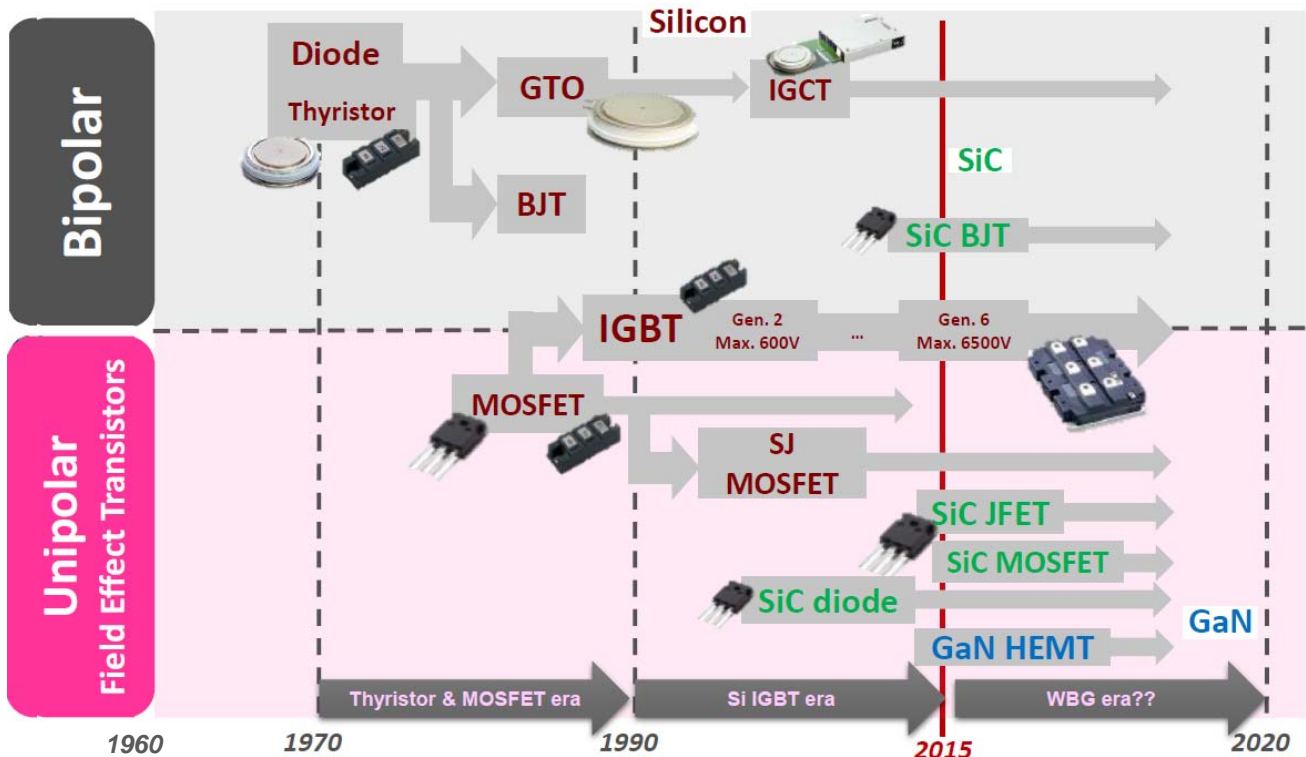 Bipolar
Silicon
Diode
Thyristor
GTO
IGCT
BJT
SiC
SiC BJT
IGBT
Gen. 2
Max. 600V
...
Gen. 6
Max. 6500V
Unipolar
Field Effect Transistors
MOSFET
SJ
MOSFET
SiC JFET
SiC MOSFET
SiC diode
GaN
GaN HEMT
Thyristor & MOSFET era
Si IGBT era
WBG era??
1960
1970
1990
2015
2020